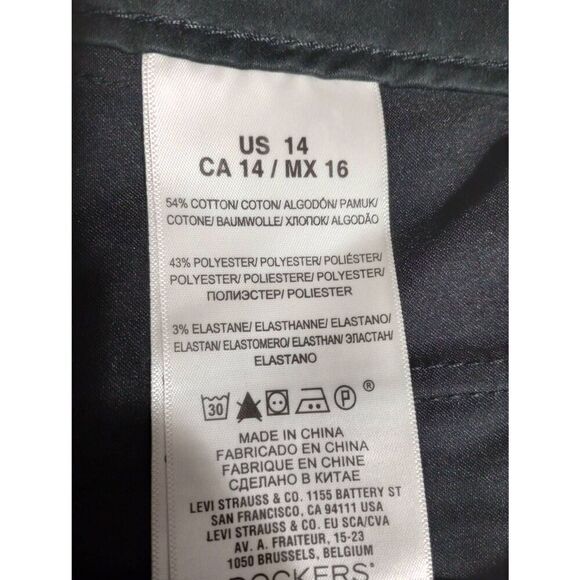 US 14
CA 14 / MX 16
54% COTTON/ COTON/ ALGODÓN/ PAMUK/
COTONE/ BAUMWOLLE/ ХЛОПОК/ ALGODÃO
43% POLYESTER/ POLYESTER/ POLIÉSTER/
POLYESTER/ POLIESTERE/ POLYESTER/
ПОЛИЭСТЕР/ POLIESTER
3% ELASTANE/ ELASTHANNE/ ELASTANO/
ELASTAN/ ELASTOMERO/ ELASTHAN/ ЭЛАСТАН/
ELASTANO
30 P ®
MADE IN CHINA
FABRICADO EN CHINA
FABRIQUE EN CHINE
СДЕЛАНО В КИТАЕ
LEVI STRAUSS & CO. 1155 BATTERY ST
SAN FRANCISCO, CA 94111 USA
LEVI STRAUSS & CO. EU SCA/CVA
AV. A. FRAITEUR, 15-23
1050 BRUSSELS, BELGIUM
DOCKERS®